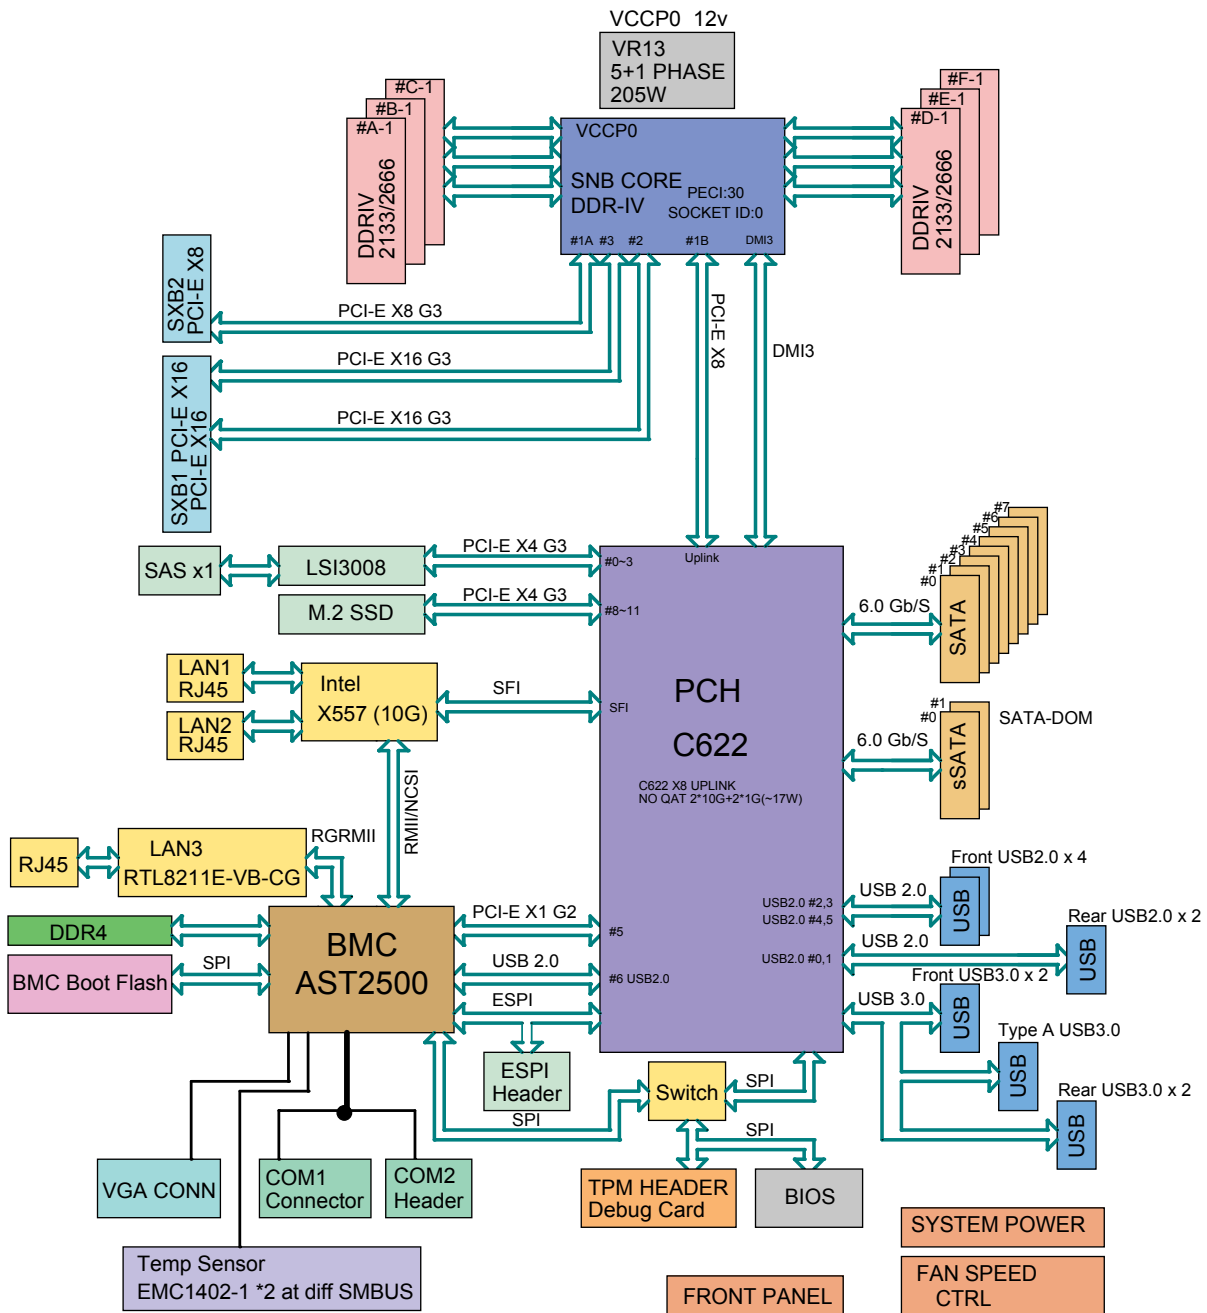 VCCP0 12v
VR13
5+1 PHASE
205W
#C-1
#B-1
#A-1
DDRIV
2133/2666
#F-1
#E-1
#D-1
DDRIV
2133/2666
VCCP0
SNB CORE
DDR-IV
PECI:30
SOCKET ID:0
#1A
#3
#2
#1B
DMI3
SXB2
PCI-E X8
PCI-E X8 G3
SXB1 PCI-E X16
PCI-E X16
PCI-E X16 G3
PCI-E X16 G3
PCI-E X8
DMI3
SAS x1
LSI3008
PCI-E X4 G3
#0~3
Uplink
M.2 SSD
PCI-E X4 G3
#8~11
#7
#6
#5
#4
#3
#2
#1
#0
6.0 Gb/S
SATA
LAN1
RJ45
LAN2
RJ45
Intel
X557 (10G)
SFI
SFI
PCH
C622
C622 X8 UPLINK
NO QAT 2*10G+2*1G(~17W)
#1
#0
SATA-DOM
6.0 Gb/S
sSATA
RMII/NCSI
RJ45
LAN3
RTL8211E-VB-CG
RGRMII
DDR4
BMC Boot Flash
SPI
BMC
AST2500
PCI-E X1 G2
#5
USB 2.0
#6 USB2.0
ESPI
ESPI
Header
Front USB2.0 x 4
USB2.0 #2,3
USB2.0 #4,5
USB 2.0
USB
USB2.0 #0,1
USB 2.0
Rear USB2.0 x 2
USB
Front USB3.0 x 2
USB 3.0
USB
Type A USB3.0
USB
Rear USB3.0 x 2
USB
Switch
SPI
SPI
SPI
VGA CONN
COM1
Connector
COM2
Header
TPM HEADER
Debug Card
BIOS
Temp Sensor
EMC1402-1 *2 at diff SMBUS
SYSTEM POWER
FRONT PANEL
FAN SPEED
CTRL